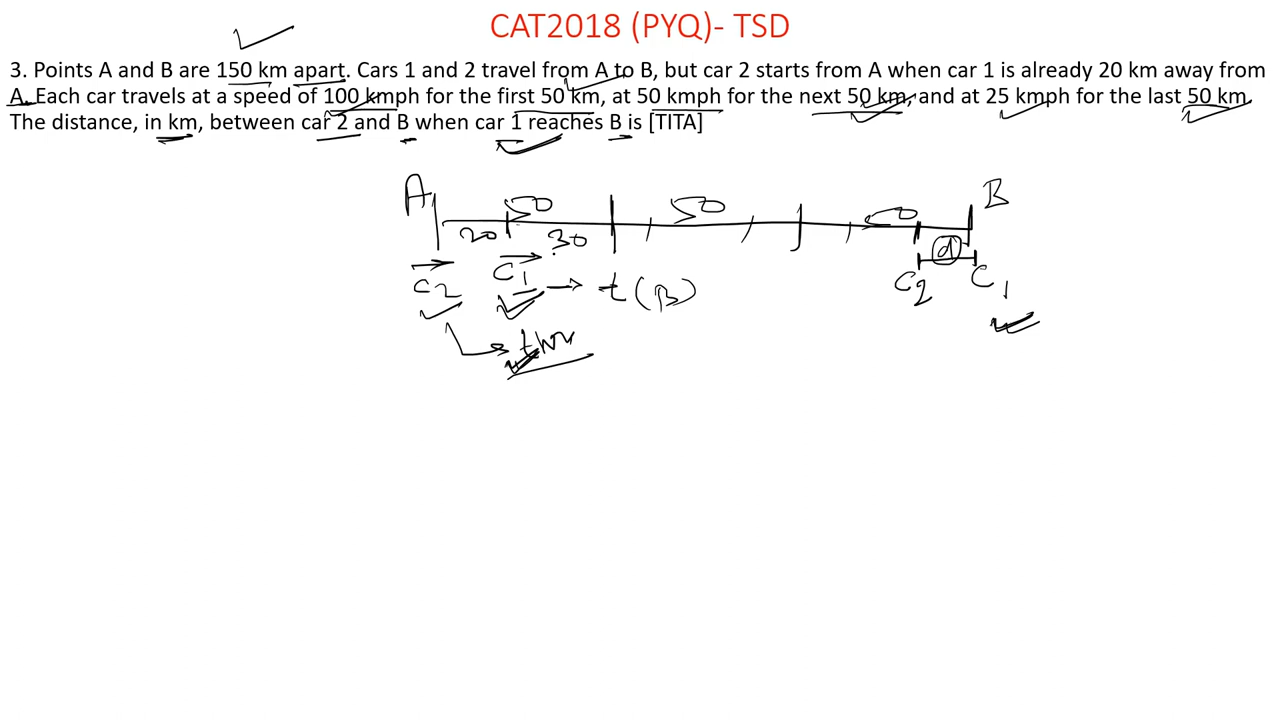 CAT2018 (PYQ)- TSD
3. Points A and B are 150 km apart. Cars 1 and 2 travel from A to B, but car 2 starts from A when car 1 is already 20 km away from
A. Each car travels at a speed of 100 kmph for the first 50 km, at 50 kmph for the next 50 km, and at 25 kmph for the last 50 km.
The distance, in km, between car 2 and B when car 1 reaches B is [TITA]
A 50 50 50 B
20 30 d
C2 C1 t(B) C2 C1
t hr